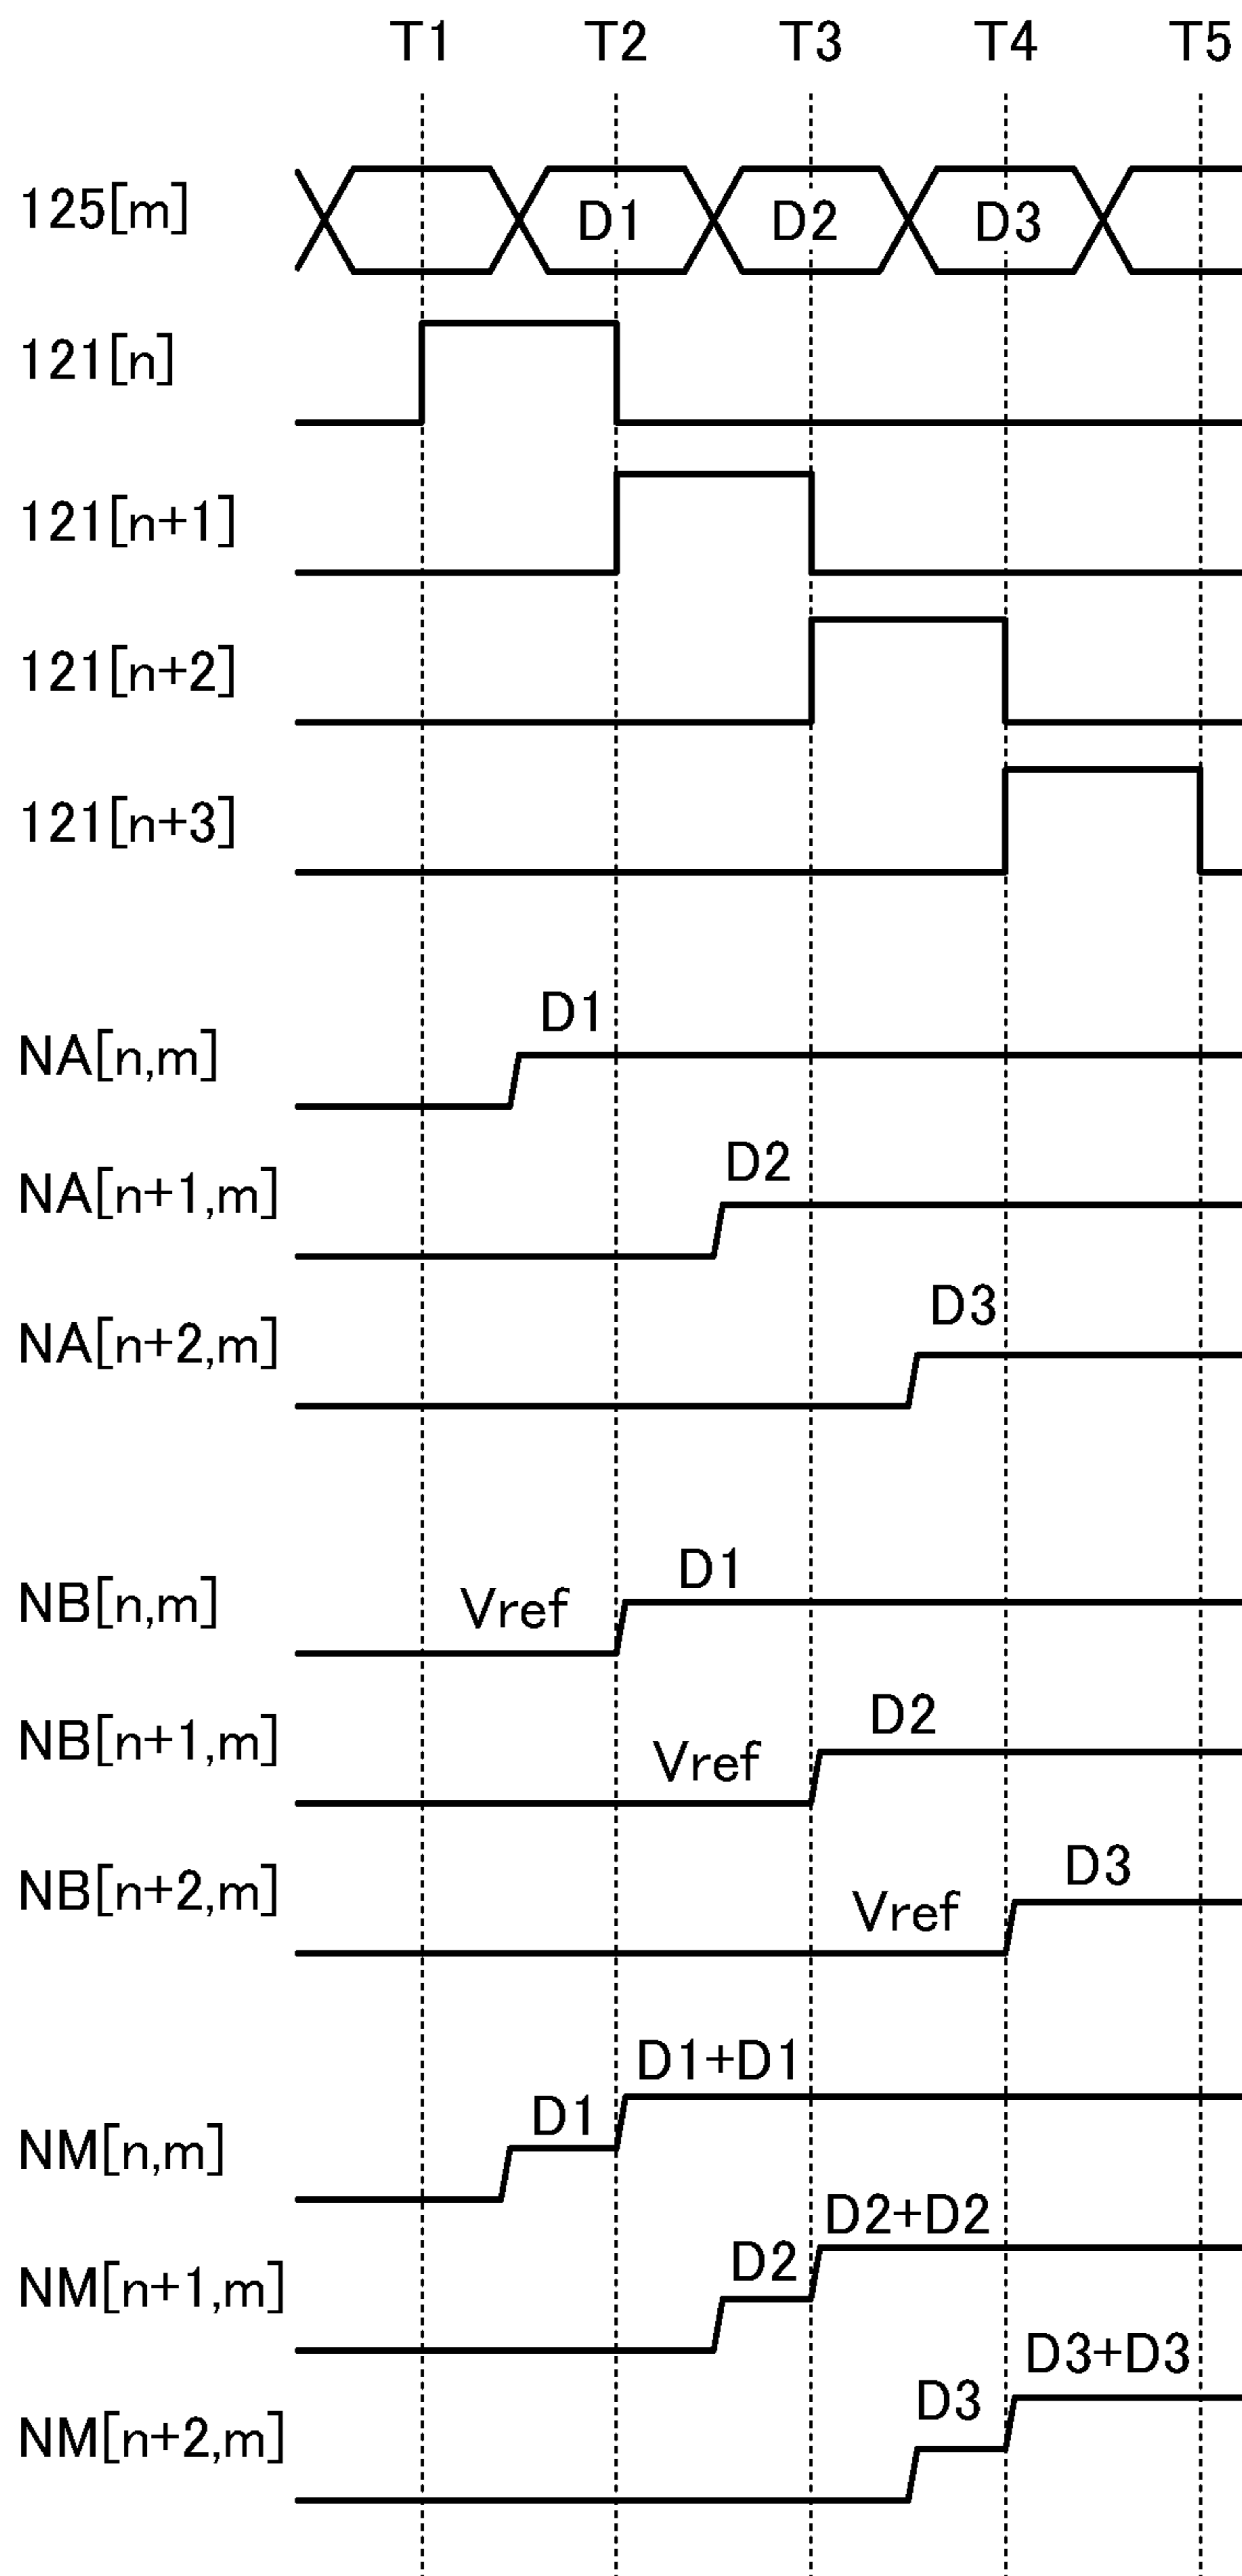 T1 T2 T3 T4 T5
125[m] D1 D2 D3
121[n]
121[n+1]
121[n+2]
121[n+3]
D1
NA[n,m]
D2
NA[n+1,m]
D3
NA[n+2,m]
D1
NB[n,m] Vref
D2
NB[n+1,m] Vref
D3
NB[n+2,m] Vref
D1+D1
D1
NM[n,m]
D2+D2
D2
NM[n+1,m]
D3+D3
D3
NM[n+2,m]